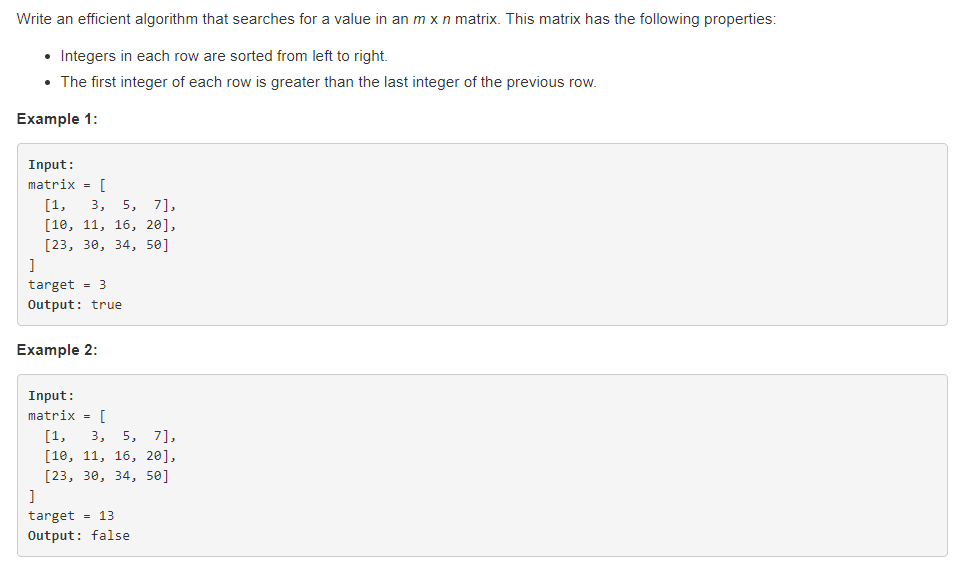 Write an efficient algorithm that searches for a value in an m x n matrix. This matrix has the following properties:
• Integers in each row are sorted from left to right.
• The first integer of each row is greater than the last integer of the previous row.
Example 1:
Input:
matrix = [
  [1,   3,  5,  7],
  [10, 11, 16, 20],
  [23, 30, 34, 50]
]
target = 3
Output: true
Example 2:
Input:
matrix = [
  [1,   3,  5,  7],
  [10, 11, 16, 20],
  [23, 30, 34, 50]
]
target = 13
Output: false